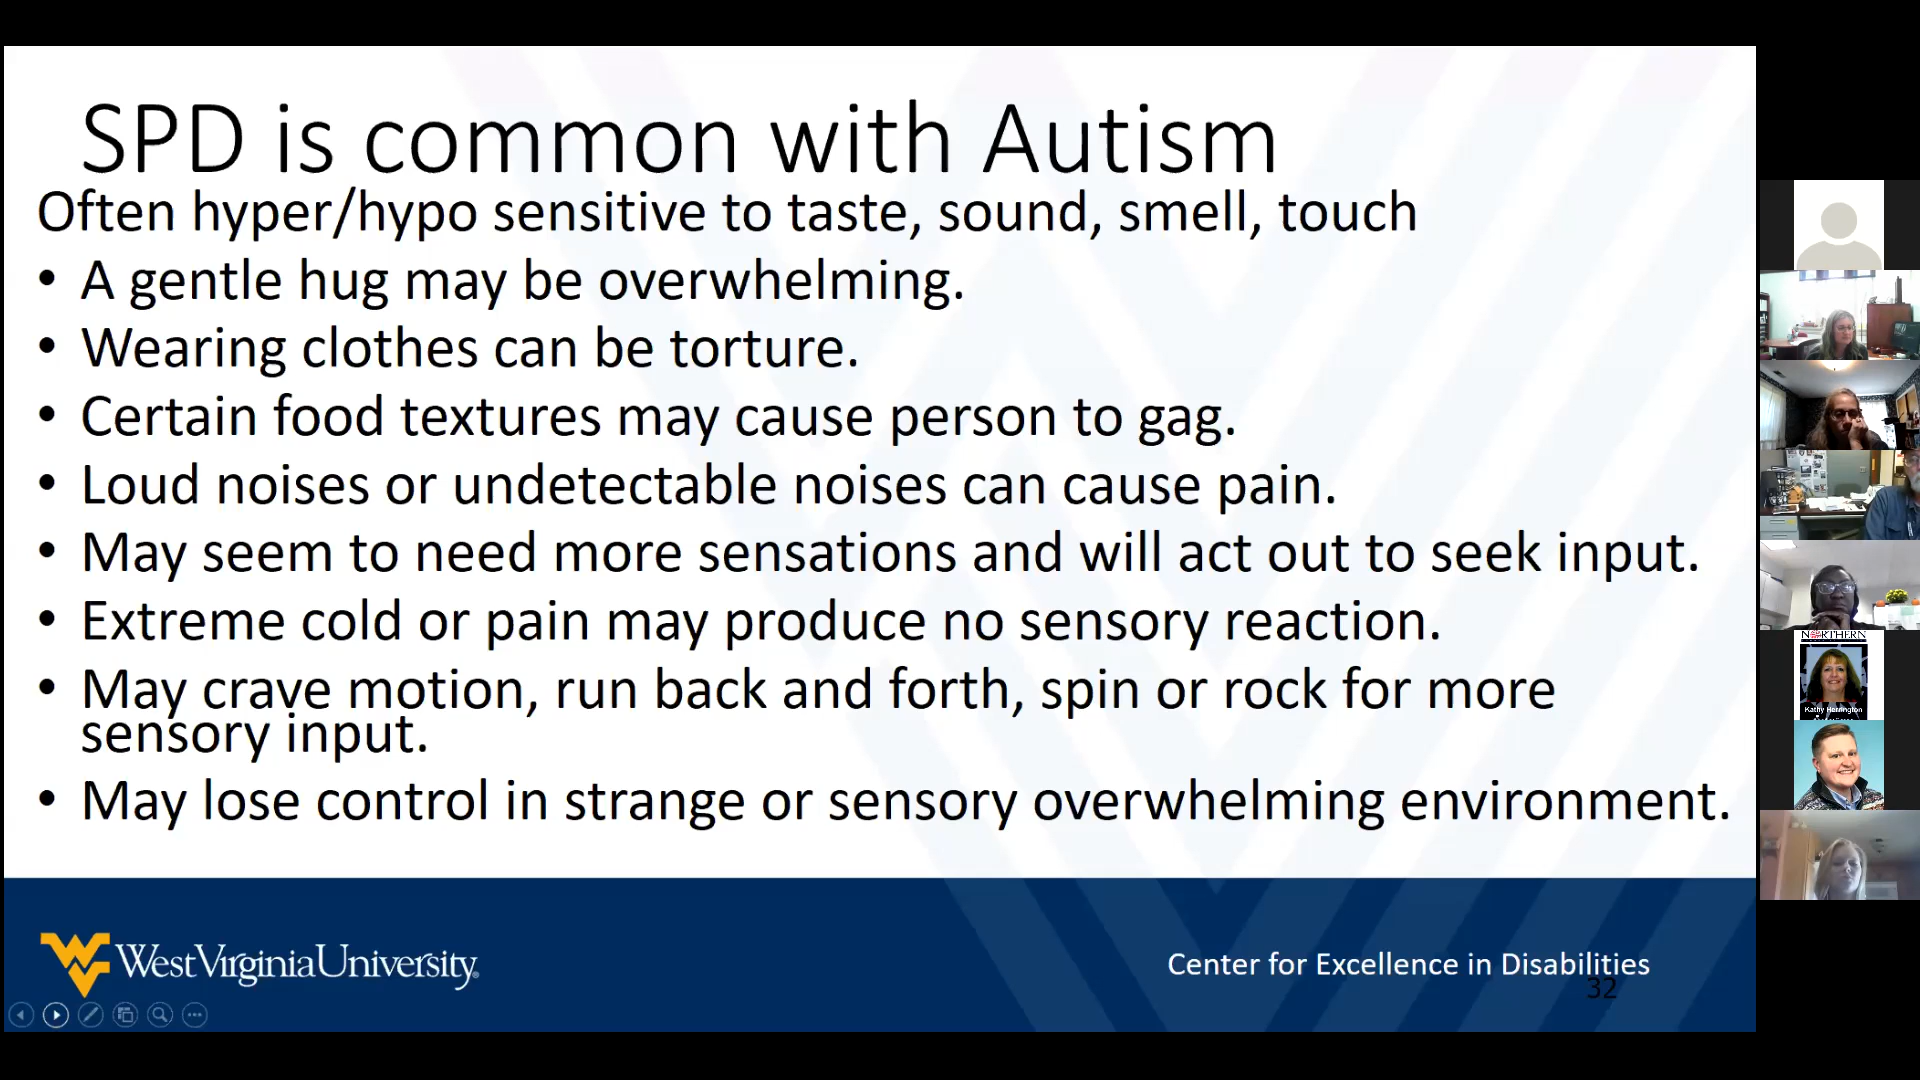 SPD is common with Autism
Often hyper/hypo sensitive to taste, sound, smell, touch
• A gentle hug may be overwhelming.
• Wearing clothes can be torture.
• Certain food textures may cause person to gag.
• Loud noises or undetectable noises can cause pain.
• May seem to need more sensations and will act out to seek input.
• Extreme cold or pain may produce no sensory reaction.
• May crave motion, run back and forth, spin or rock for more
sensory input.
• May lose control in strange or sensory overwhelming environment.
West Virginia University
Center for Excellence in Disabilities
32
NORTHERN
Kathy Herrington